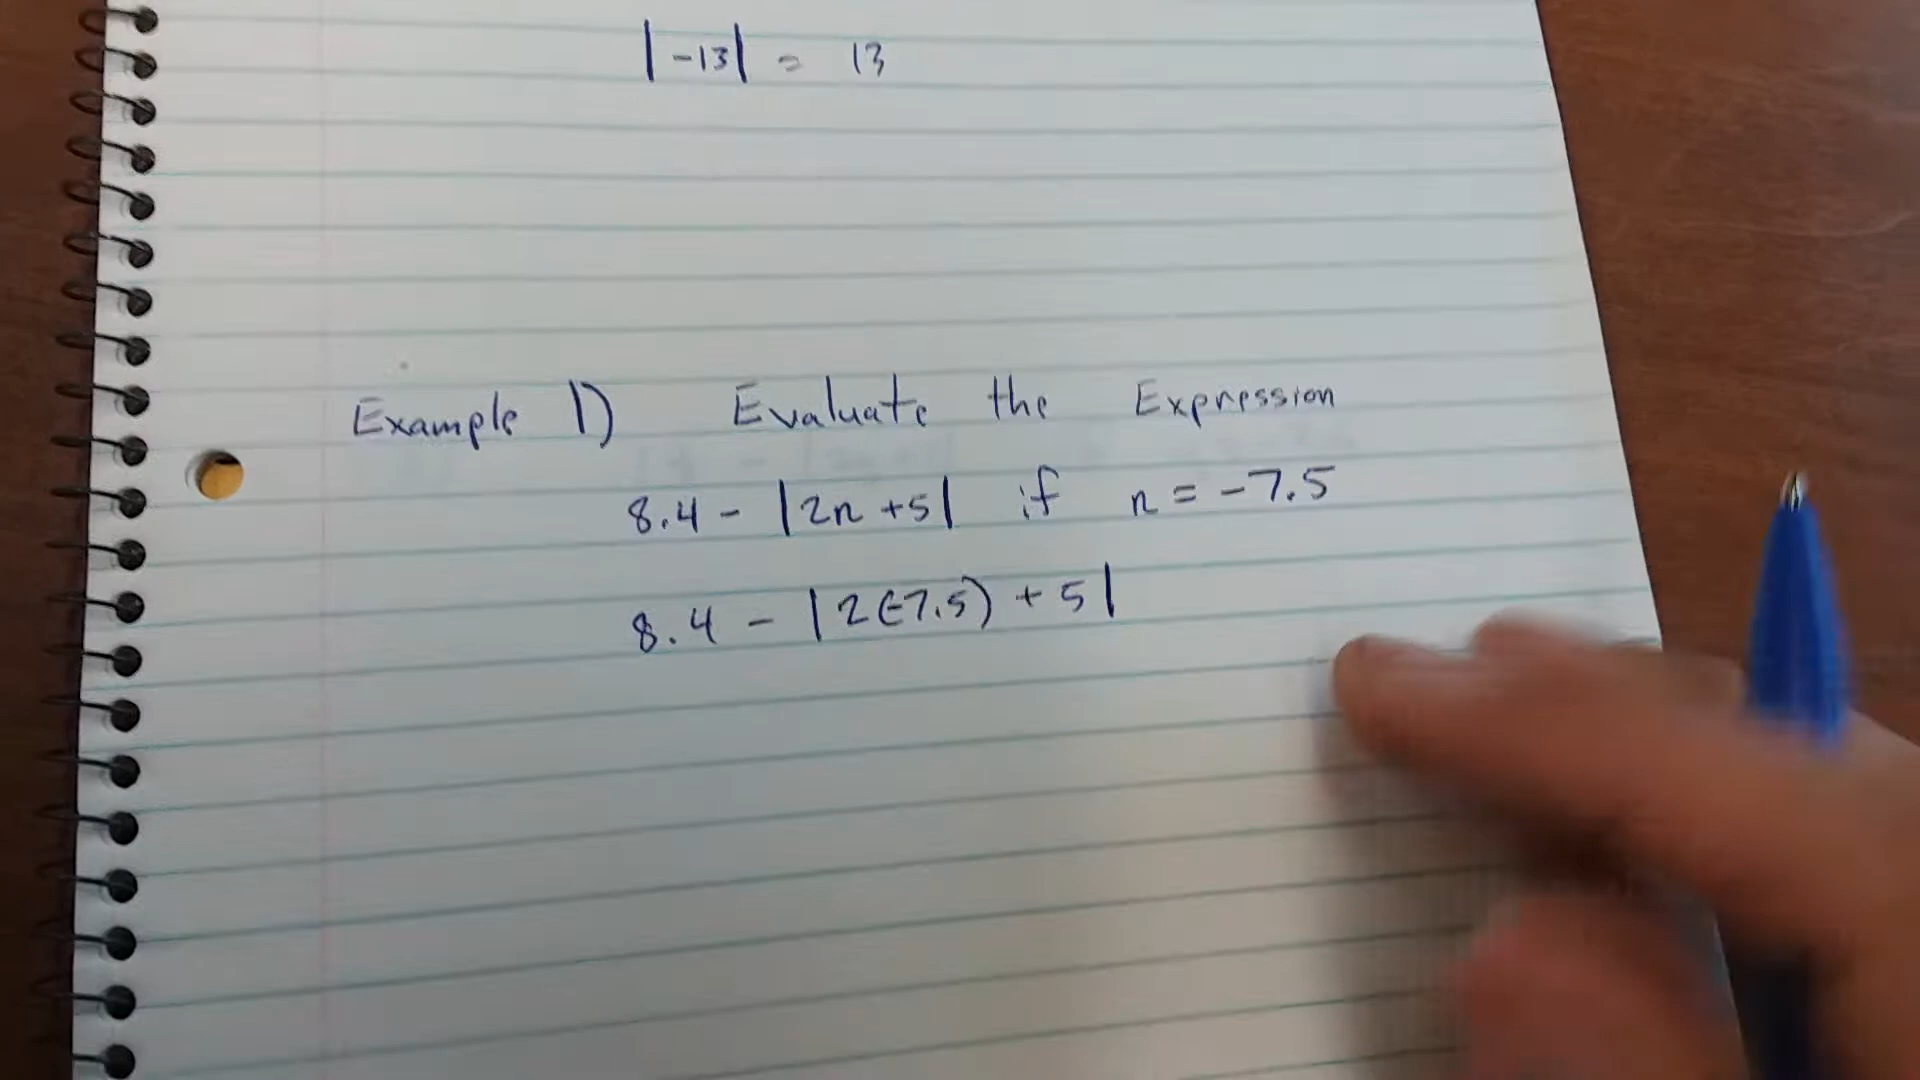 |-13| = 13
Example 1) Evaluate the Expression
8.4 - |2n +5| if n = -7.5
8.4 - |2(-7.5) + 5|